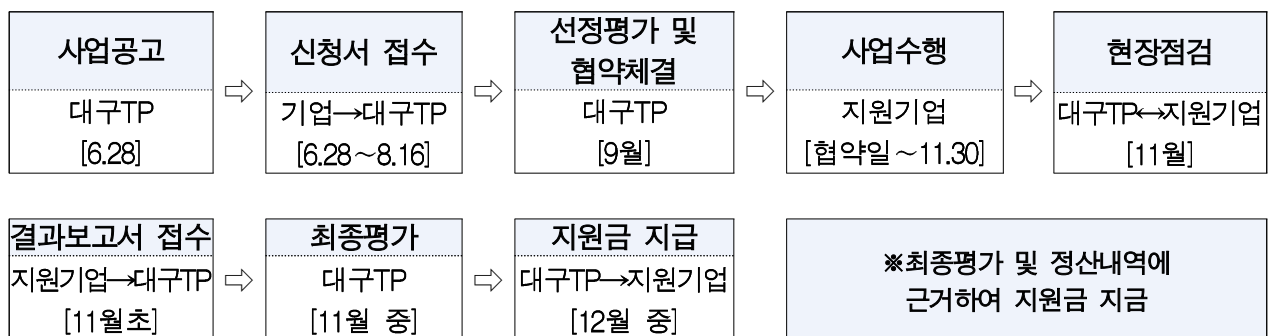 사업공고
대구TP
[6.28]
⇨
신청서 접수
기업→대구TP
[6.28~8.16]
⇨
선정평가 및
협약체결
대구TP
[9월]
⇨
사업수행
지원기업
[협약일~11.30]
⇨
현장점검
대구TP↔지원기업
[11월]
결과보고서 접수
지원기업→대구TP
[11월초]
⇨
최종평가
대구TP
[11월 중]
⇨
지원금 지급
대구TP→지원기업
[12월 중]
※최종평가 및 정산내역에
근거하여 지원금 지급